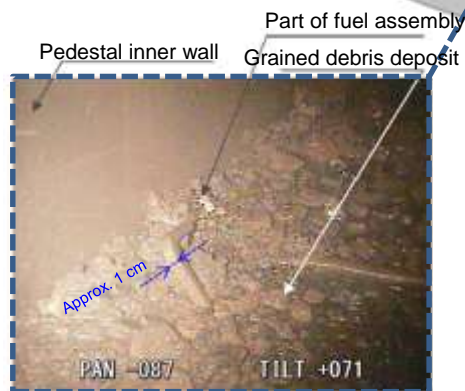 Part of fuel assembly
Pedestal inner wall
Grained debris deposit
Approx. 1 cm
PAN -087 TILT +071